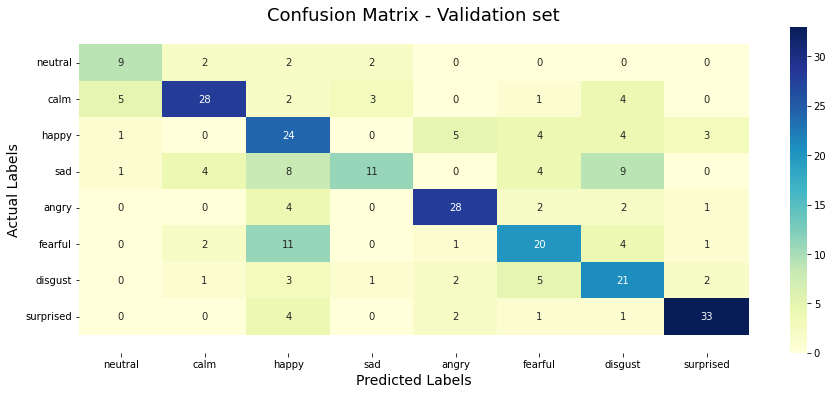 Confusion Matrix - Validation set
neutral 9 2 2 2 0 0 0 0
calm 5 28 2 3 0 1 4 0
happy 1 0 24 0 5 4 4 3
sad 1 4 8 11 0 4 9 0
angry 0 0 4 0 28 2 2 1
fearful 0 2 11 0 1 20 4 1
disgust 0 1 3 1 2 5 21 2
surprised 0 0 4 0 2 1 1 33
neutral calm happy sad angry fearful disgust surprised
Predicted Labels
Actual Labels
30
25
20
15
10
5
0